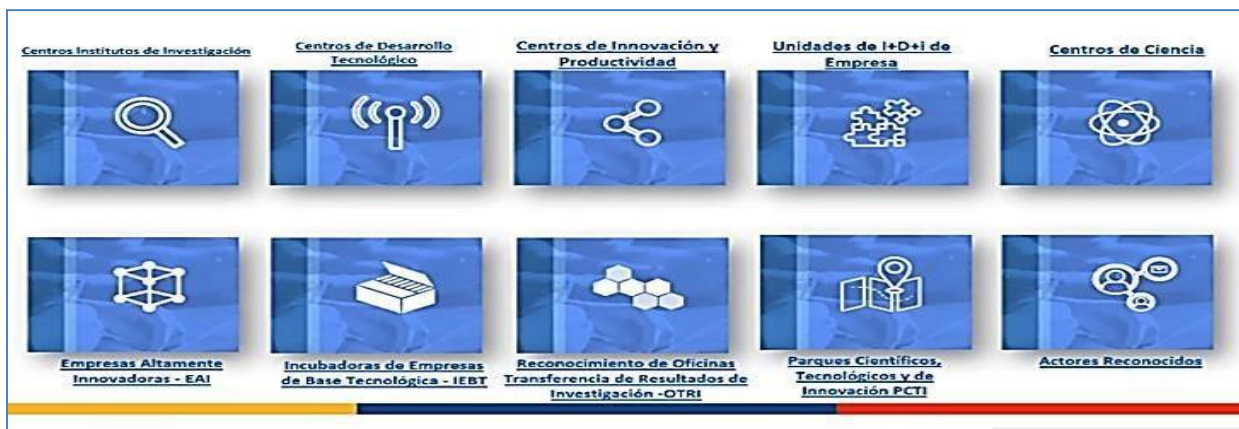 Centros Institutos de Investigación
Centros de Desarrollo
Tecnológico
Centros de Innovación y
Productividad
Unidades de I+D+i de
Empresa
Centros de Ciencia
Empresas Altamente
Innovadoras - EAI
Incubadoras de Empresas
de Base Tecnológica - IEBT
Reconocimiento de Oficinas
Transferencia de Resultados de
Investigación -OTRI
Parques Científicos,
Tecnológicos y de
Innovación PCTI
Actores Reconocidos